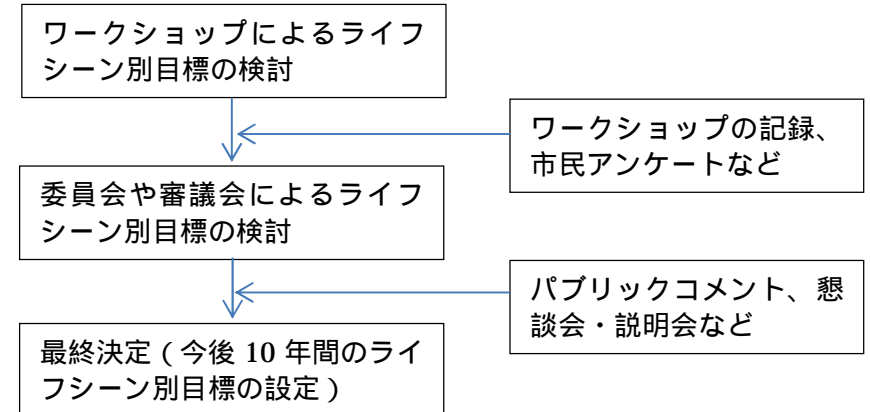 ワークショップによるライフ
シーン別目標の検討
ワークショップの記録、
市民アンケートなど
委員会や審議会によるライフ
シーン別目標の検討
パブリックコメント、懇
談会・説明会など
最終決定（今後 10 年間のライ
フシーン別目標の設定）